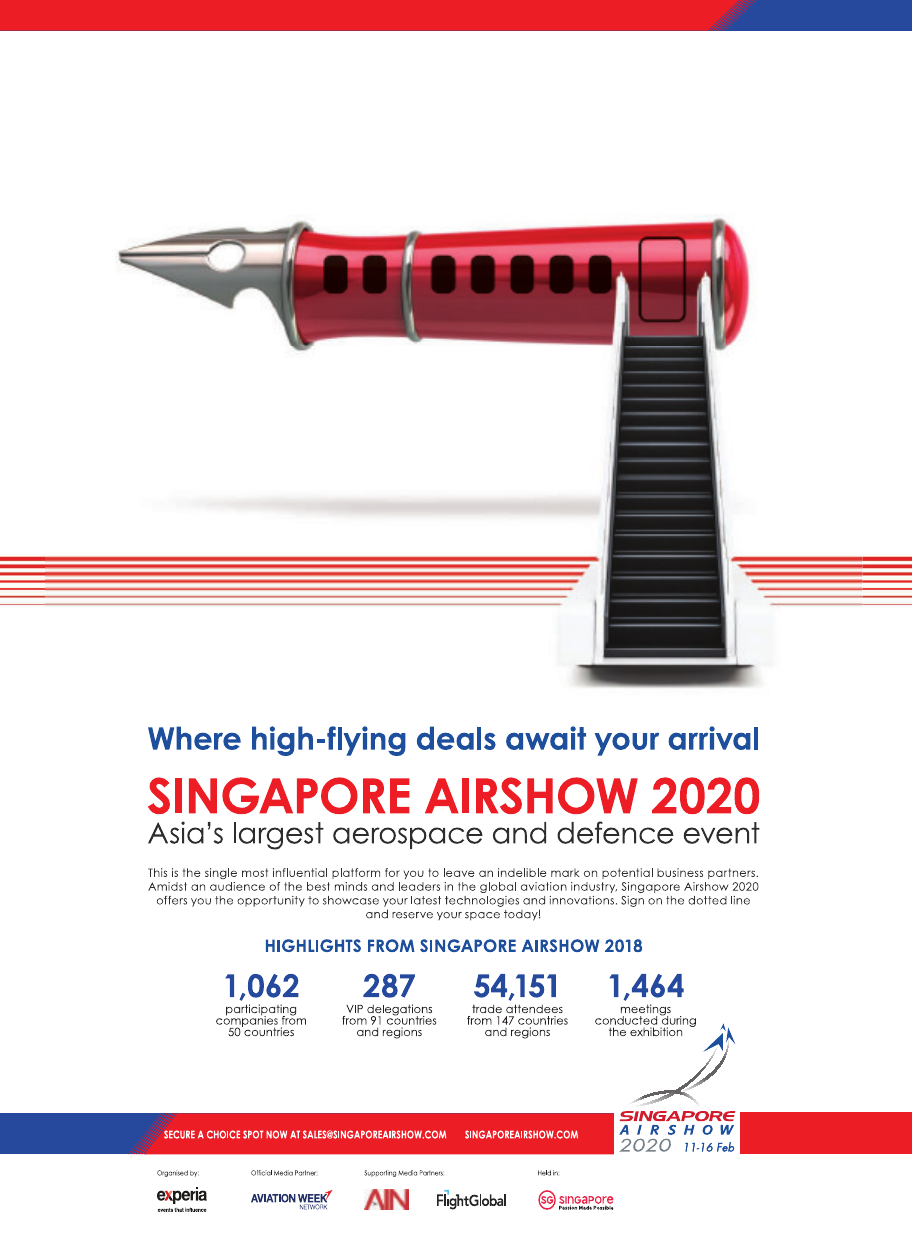 Where high-flying deals await your arrival
SINGAPORE AIRSHOW 2020
Asia's largest aerospace and defence event
This is the single most influential platform for you to leave an indelible mark on potential business partners.
Amidst an audience of the best minds and leaders in the global aviation industry, Singapore Airshow 2020
offers you the opportunity to showcase your latest technologies and innovations. Sign on the dotted line
and reserve your space today!
HIGHLIGHTS FROM SINGAPORE AIRSHOW 2018
1,062
participating
companies from
50 countries
287
VIP delegations
from 91 countries
and regions
54,151
trade attendees
from 147 countries
and regions
1,464
meetings
conducted during
the exhibition
SECURE A CHOICE SPOT NOW AT SALES@SINGAPOREAIRSHOW.COM SINGAPOREAIRSHOW.COM
SINGAPORE
AIRSHOW
2020 11-16 Feb
Organised by:
experia
events that influence
Official Media Partner:
AVIATION WEEK
NETWORK
Supporting Media Partners:
AIN
FlightGlobal
Held in:
SG SINGAPORE
Passion Made Possible